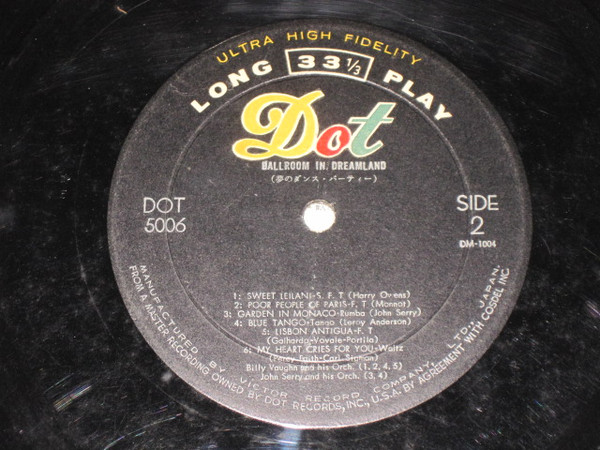 ULTRA HIGH FIDELITY
LONG 33 1/3 PLAY
Dot
BALLROOM IN DREAMLAND
(夢のダンス・パーティー)
DOT
5006
SIDE
2
DM-1004
1: SWEET LEILANI-S. F. T (Harry Owens)
2: POOR PEOPLE OF PARIS-F. T (Monnot)
3: GARDEN IN MONACO-Rumba (John Serry)
4: BLUE TANGO-Tango (Leroy Anderson)
5: LISBON ANTIGUA-F. T
(Galhardo-Vavale-Portila)
6: MY HEART CRIES FOR YOU-Waltz
(Percy Faith-Carl Sigman)
Billy Vaughn and his Orch. (1, 2, 4, 5)
John Serry and his Orch. (3, 4)
MANUFACTURED BY VICTOR RECORD COMPANY, LTD., JAPAN,
FROM A MASTER RECORDING OWNED BY DOT RECORDS, INC., U.S.A. BY AGREEMENT WITH COSDEL INC